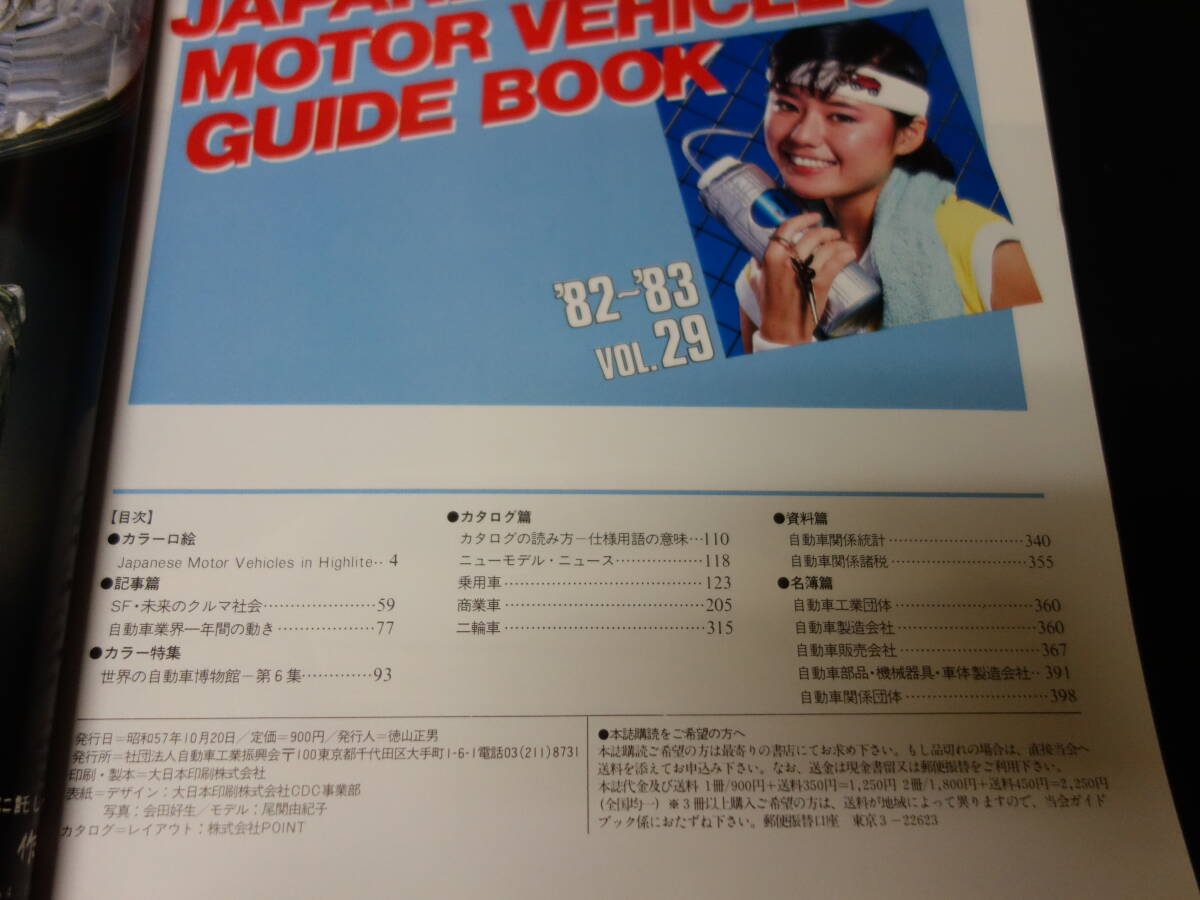 MOTOR VEHICLES
GUIDE BOOK
'82~'83
VOL.29
【目次】
●カラー口絵
Japanese Motor Vehicles in Highlite‥4
●記事篇
SF・未来のクルマ社会…………………59
自動車業界一年間の動き………………77
●カラー特集
世界の自動車博物館－第6集…………93
●カタログ篇
カタログの読み方－仕様用語の意味…110
ニューモデル・ニュース……………118
乗用車………………………………123
商業車………………………………205
二輪車………………………………315
●資料篇
自動車関係統計……………………340
自動車関係諸税……………………355
●名簿篇
自動車工業団体……………………360
自動車製造会社……………………360
自動車販売会社……………………367
自動車部品・機械器具・車体製造会社‥391
自動車関係団体……………………398
発行日＝昭和57年10月20日／定価＝900円／発行人＝徳山正男
発行所＝社団法人自動車工業振興会〒100東京都千代田区大手町1-6-1電話03(211)8731
印刷・製本＝大日本印刷株式会社
表紙＝デザイン：大日本印刷株式会社CDC事業部
写真：会田好生／モデル：尾関由紀子
カタログ＝レイアウト：株式会社POINT
●本誌購読をご希望の方へ
本誌購読ご希望の方は最寄りの書店にてお求め下さい。もし品切れの場合は、直接当会へ
送料を添えてお申込み下さい。なお、送金は現金書留又は郵便振替をご利用下さい。
本誌代金及び送料 1冊/900円＋送料350円＝1,250円 2冊/1,800円＋送料450円＝2,250円
(全国均一) ※3冊以上購入ご希望の方は、送料が地域によって異りますので、当会ガイド
ブック係におたずね下さい。郵便振替口座 東京3－22623
に託し
作